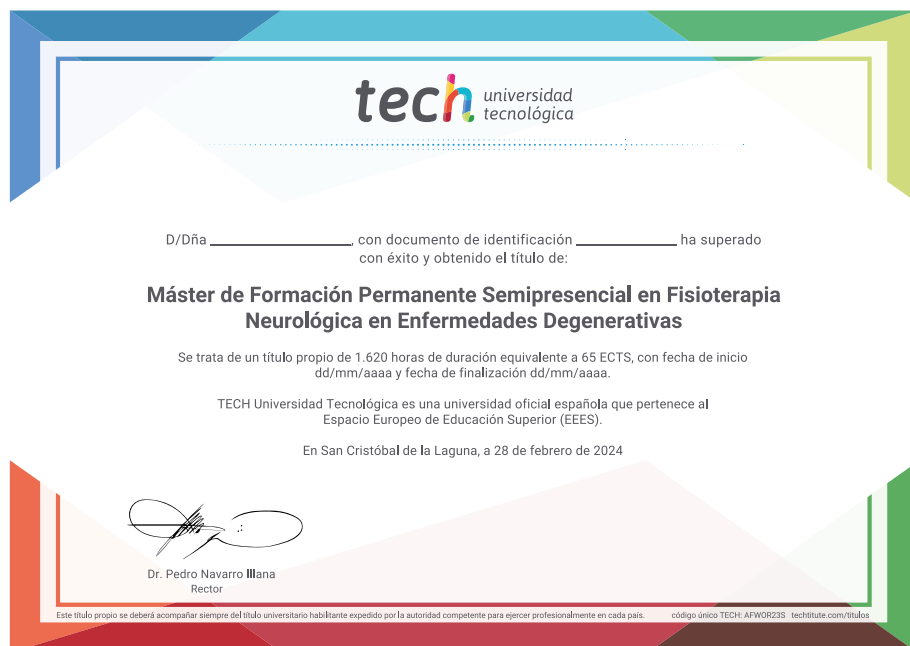 tech universidad
tecnológica
D/Dña ______________, con documento de identificación __________ ha superado
con éxito y obtenido el título de:
Máster de Formación Permanente Semipresencial en Fisioterapia
Neurológica en Enfermedades Degenerativas
Se trata de un título propio de 1.620 horas de duración equivalente a 65 ECTS, con fecha de inicio
dd/mm/aaaa y fecha de finalización dd/mm/aaaa.
TECH Universidad Tecnológica es una universidad oficial española que pertenece al
Espacio Europeo de Educación Superior (EEES).
En San Cristóbal de la Laguna, a 28 de febrero de 2024
Dr. Pedro Navarro Illana
Rector
Este título propio se deberá acompañar siempre del título universitario habilitante expedido por la autoridad competente para ejercer profesionalmente en cada país. código único TECH: AFWOR23S techtitute.com/titulos